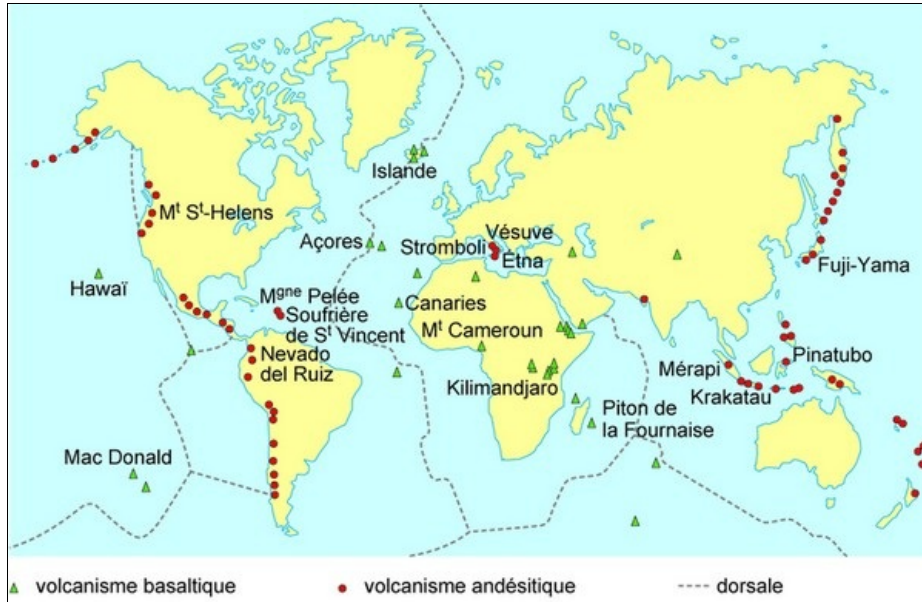 Islande
Mt St-Helens
Açores
Vésuve
Stromboli
Etna
Fuji-Yama
Hawaï
Mgne Pelée
Soufrière
de St Vincent
Canaries
Mt Cameroun
Nevado
del Ruiz
Mérapi
Pinatubo
Krakatau
Kilimandjaro
Piton de
la Fournaise
Mac Donald
volcanisme basaltique
volcanisme andésitique
dorsale